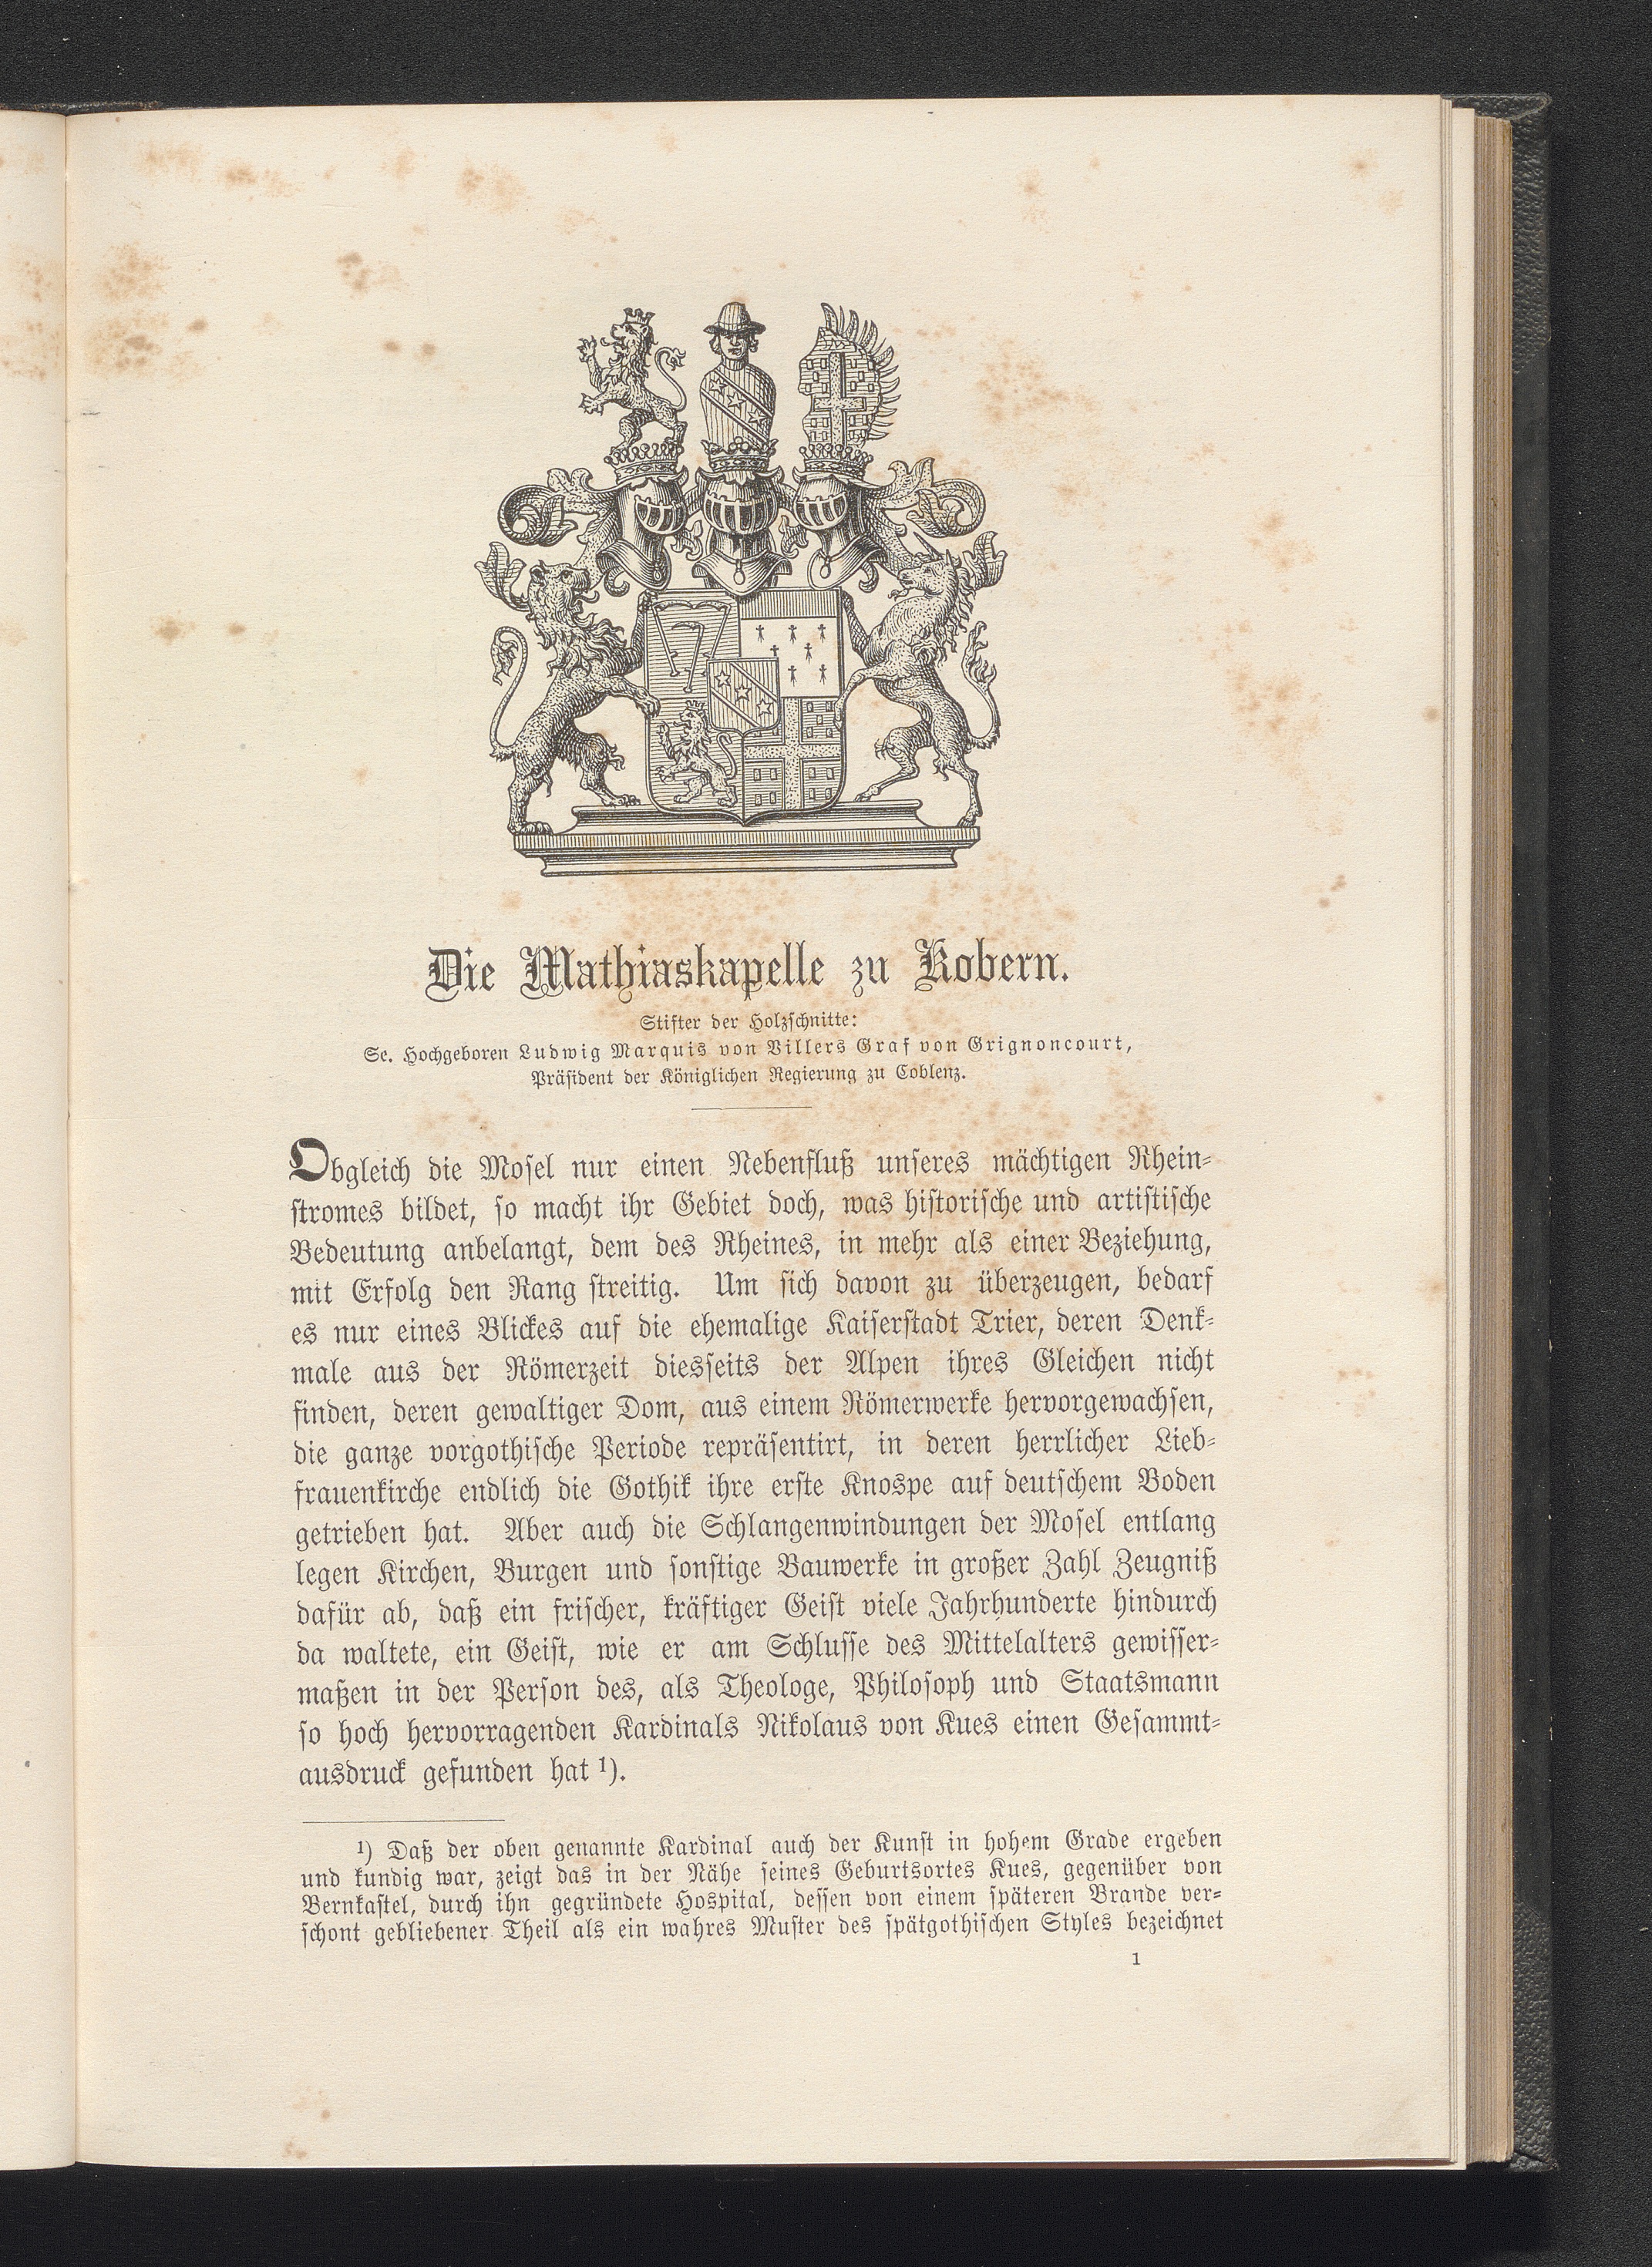 Die Mathiaskapelle zu Kobern.
Stifter der Holzschnitte:
Se. Hochgeboren Ludwig Marquis von Villers Graf von Grignoncourt,
Präsident der Königlichen Regierung zu Coblenz.
Obgleich die Mosel nur einen Nebenfluß unseres mächtigen Rhein-
stromes bildet, so macht ihr Gebiet doch, was historische und artistische
Bedeutung anbelangt, dem des Rheines, in mehr als einer Beziehung,
mit Erfolg den Rang streitig. Um sich davon zu überzeugen, bedarf
es nur eines Blickes auf die ehemalige Kaiserstadt Trier, deren Denk-
male aus der Römerzeit diesseits der Alpen ihres Gleichen nicht
finden, deren gewaltiger Dom, aus einem Römerwerke hervorgewachsen,
die ganze vorgothische Periode repräsentirt, in deren herrlicher Lieb-
frauenkirche endlich die Gothik ihre erste Knospe auf deutschem Boden
getrieben hat. Aber auch die Schlangenwindungen der Mosel entlang
legen Kirchen, Burgen und sonstige Bauwerke in großer Zahl Zeugniß
dafür ab, daß ein frischer, kräftiger Geist viele Jahrhunderte hindurch
da waltete, ein Geist, wie er am Schlusse des Mittelalters gewisser-
maßen in der Person des, als Theologe, Philosoph und Staatsmann
so hoch hervorragenden Kardinals Nikolaus von Kues einen Gesammt-
ausdruck gefunden hat ¹).
¹) Daß der oben genannte Kardinal auch der Kunst in hohem Grade ergeben
und kundig war, zeigt das in der Nähe seines Geburtsortes Kues, gegenüber von
Bernkastel, durch ihn gegründete Hospital, dessen von einem späteren Brande ver-
schont gebliebener Theil als ein wahres Muster des spätgothischen Styles bezeichnet
1